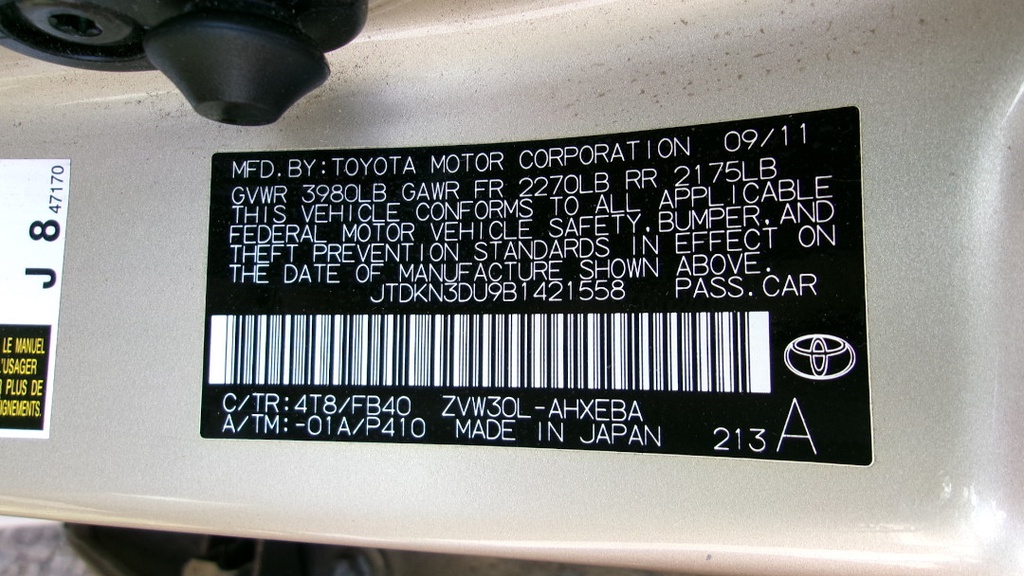 MFD. BY: TOYOTA MOTOR CORPORATION 09/11
GVWR 3980LB GAWR FR 2270LB RR 2175LB
THIS VEHICLE CONFORMS TO ALL APPLICABLE
FEDERAL MOTOR VEHICLE SAFETY, BUMPER, AND
THEFT PREVENTION STANDARDS IN EFFECT ON
THE DATE OF MANUFACTURE SHOWN ABOVE.
JTDKN3DU9B1421558 PASS. CAR
C/TR: 4T8/FB40 ZVW30L-AHXEBA
A/TM: -01A/P410 MADE IN JAPAN 213 A
J 8 47170
LE MANUEL
L'USAGER
PLUS DE